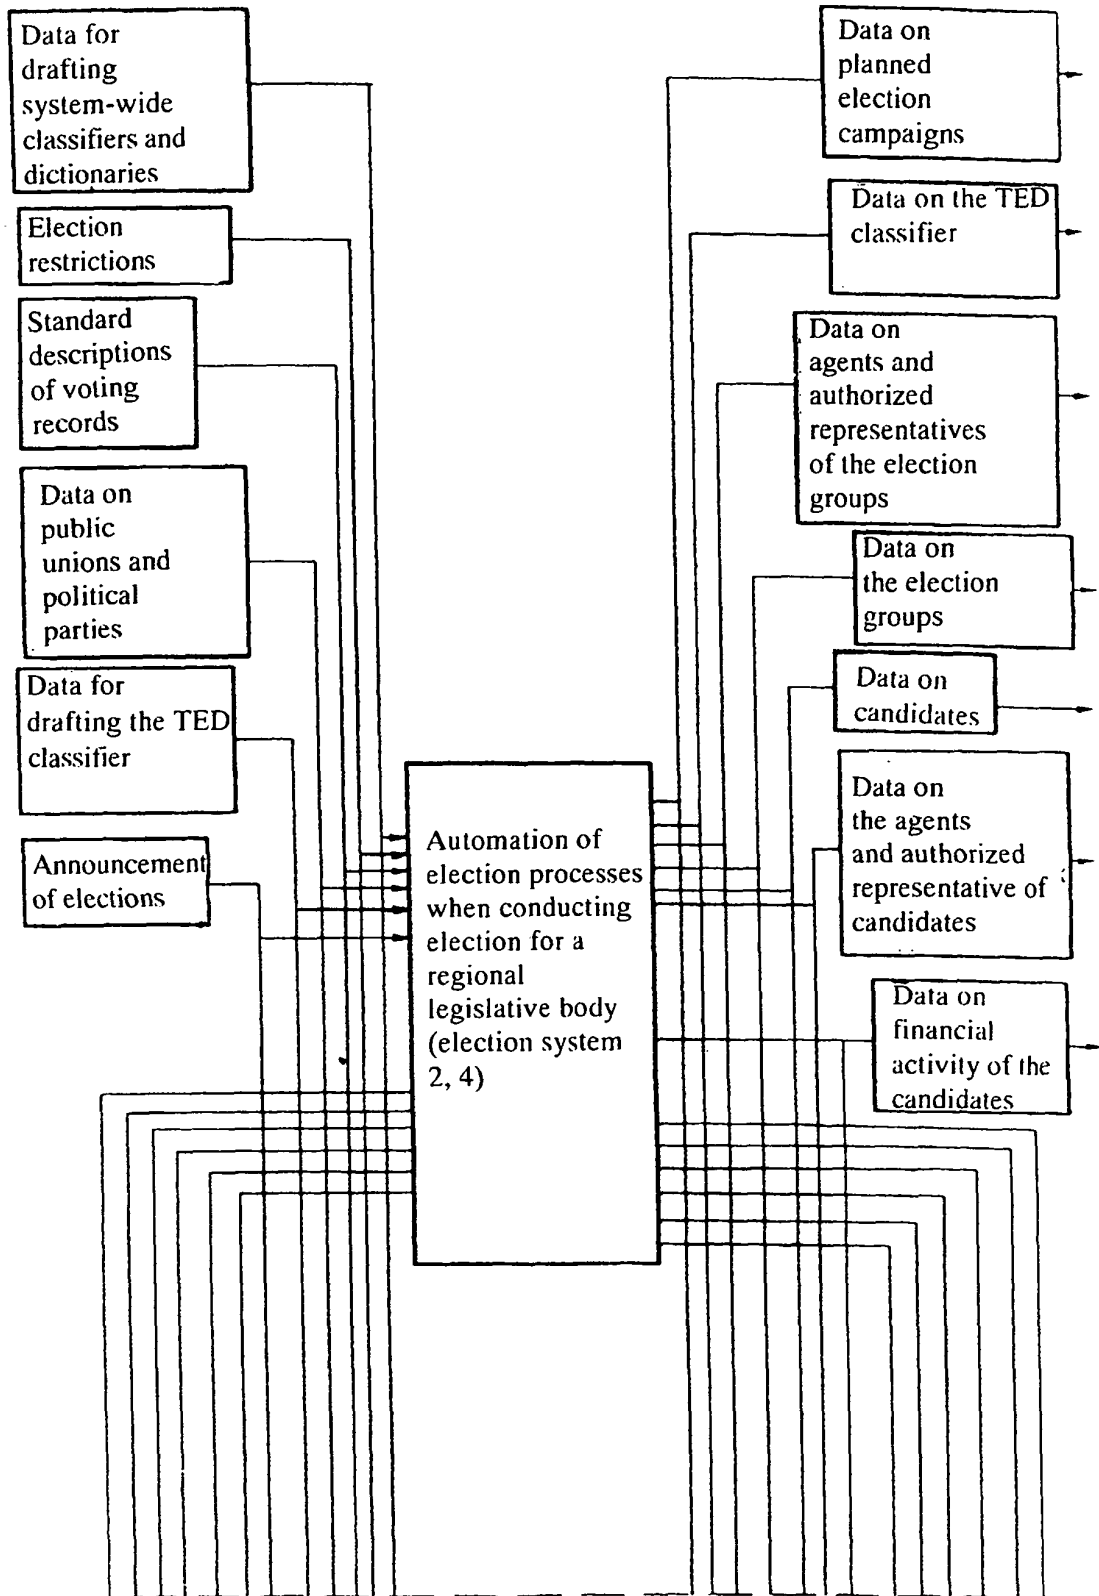 Data for
drafting
system-wide
classifiers and
dictionaries
Election
restrictions
Standard
descriptions
of voting
records
Data on
public
unions and
political
parties
Data for
drafting the TED
classifier
Announcement
of elections
Automation of
election processes
when conducting
election for a
regional
legislative body
(election system
2, 4)
Data on
planned
election
campaigns
Data on the TED
classifier
Data on
agents and
authorized
representatives
of the election
groups
Data on
the election
groups
Data on
candidates
Data on
the agents
and authorized
representative of
candidates
Data on
financial
activity of the
candidates